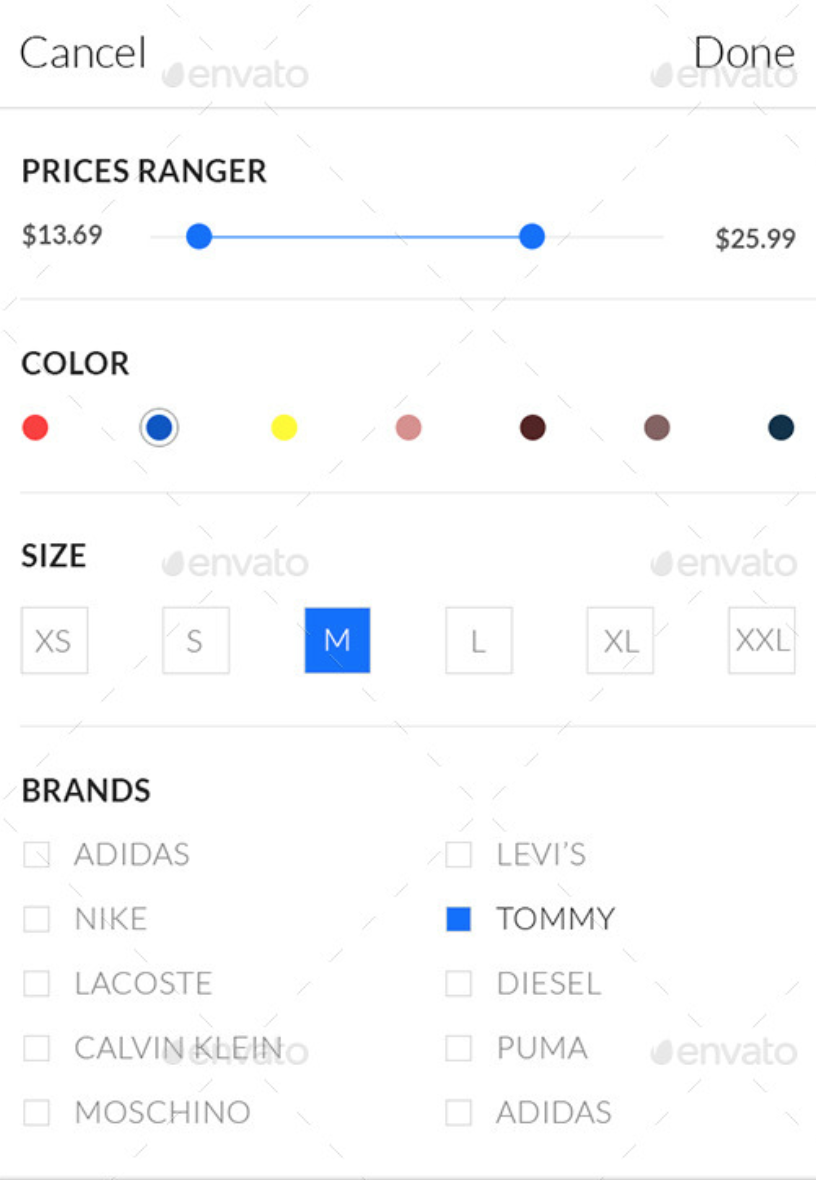 Cancel Done
envato envato
PRICES RANGER
$13.69 $25.99
COLOR
SIZE
envato envato
XS S M L XL XXL
BRANDS
ADIDAS LEVI’S
NIKE TOMMY
LACOSTE DIESEL
CALVIN KLEIN PUMA
envato envato
MOSCHINO ADIDAS